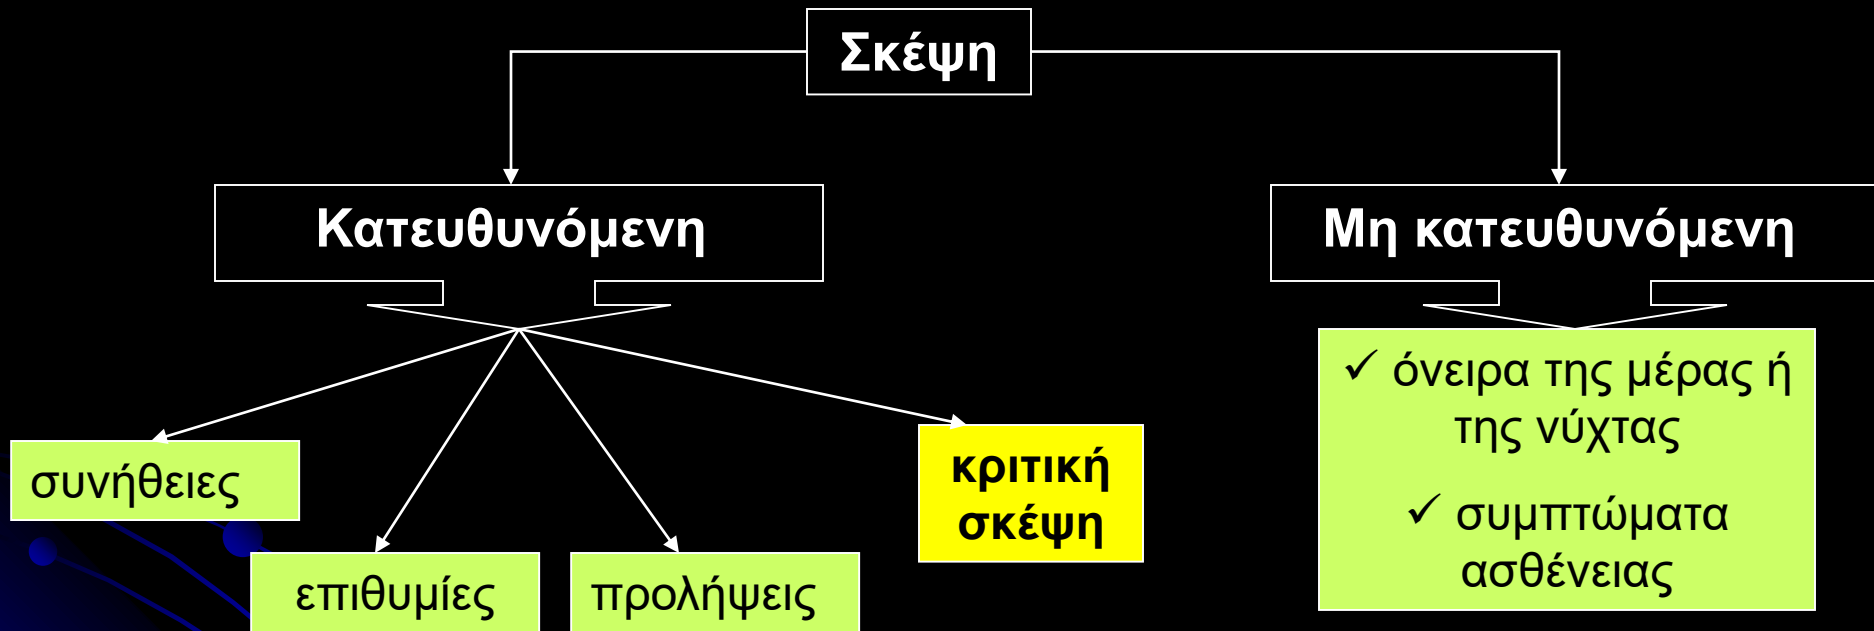 Σκέψη
Κατευθυνόμενη
Μη κατευθυνόμενη
συνήθειες
επιθυμίες
προλήψεις
κριτική
σκέψη
✓ όνειρα της μέρας ή
της νύχτας
✓ συμπτώματα
ασθένειας